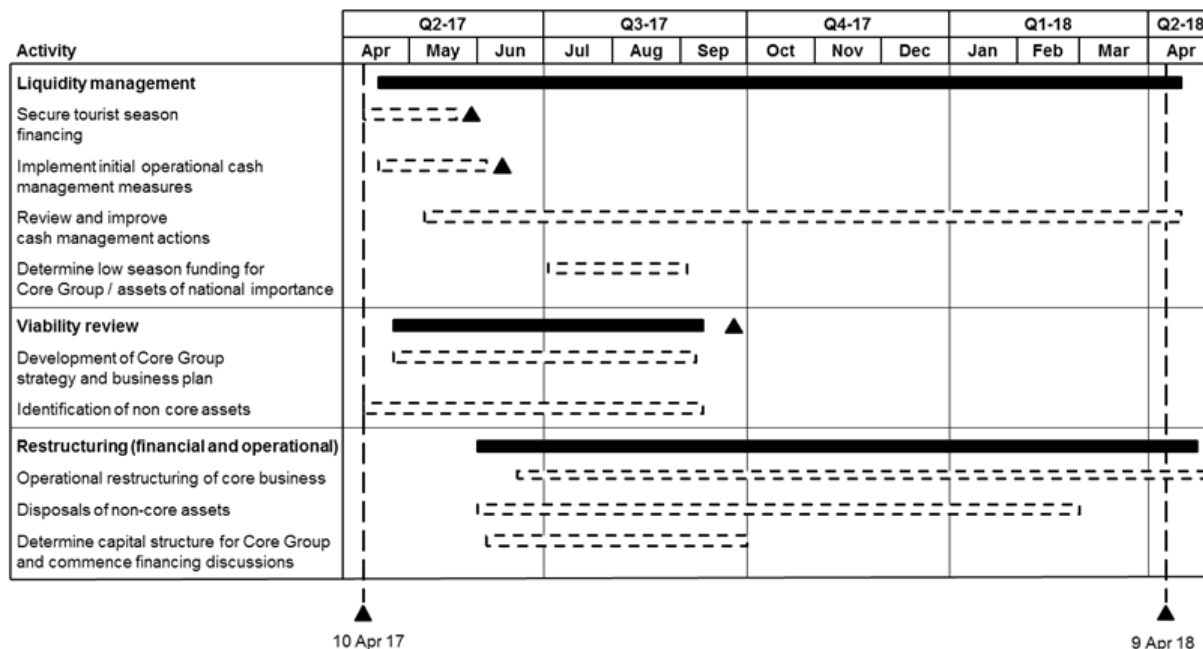 Q2-17 Q3-17 Q4-17 Q1-18 Q2-18
Activity Apr May Jun Jul Aug Sep Oct Nov Dec Jan Feb Mar Apr
Liquidity management
Secure tourist season
financing
Implement initial operational cash
management measures
Review and improve
cash management actions
Determine low season funding for
Core Group / assets of national importance
Viability review
Development of Core Group
strategy and business plan
Identification of non core assets
Restructuring (financial and operational)
Operational restructuring of core business
Disposals of non-core assets
Determine capital structure for Core Group
and commence financing discussions
10 Apr 17 9 Apr 18